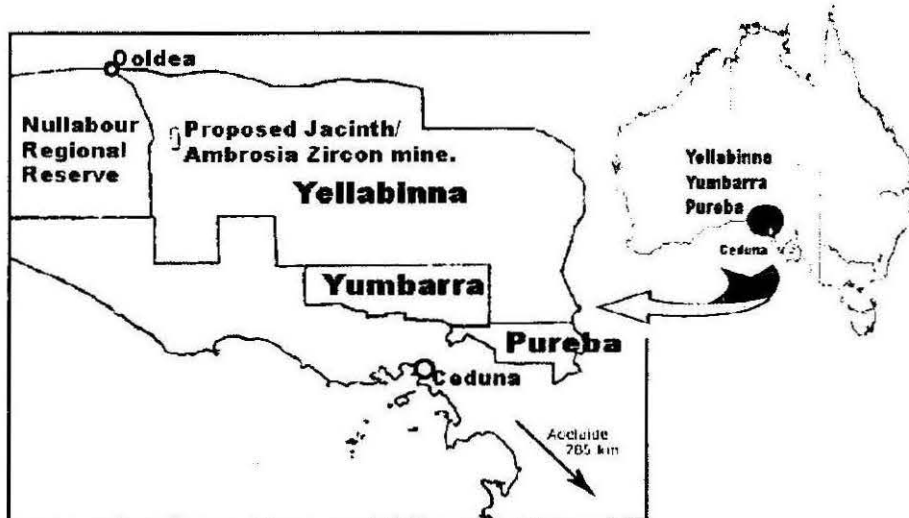 Ooldea
Nullabour
Regional
Reserve
Proposed Jacinth/
Ambrosia Zircon mine.
Yellabinna
Yumbarra
Pureba
Ceduna
Adelaide
785 km
Yellabinna
Yumbarra
Pureba
Ceduna